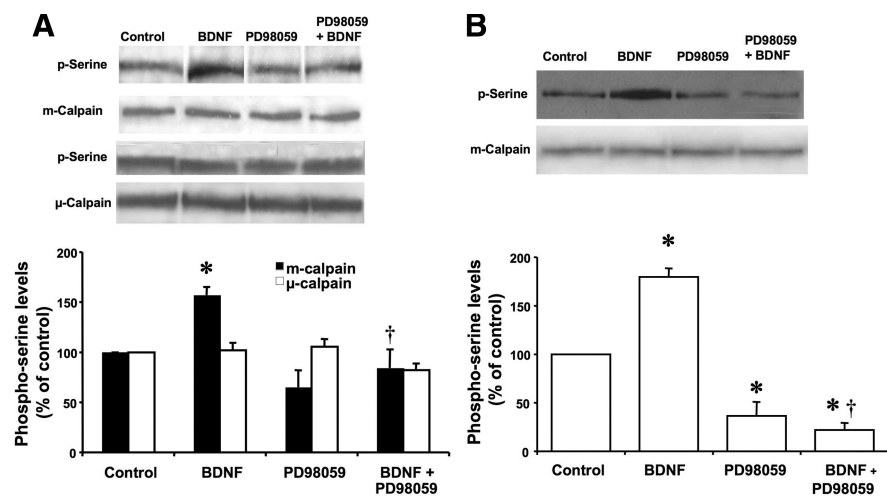 A
Control BDNF PD98059 PD98059
+ BDNF
p-Serine
m-Calpain
p-Serine
µ-Calpain
Phospho-serine levels
(% of control)
200
150
100
50
0
*
†
m-calpain
µ-calpain
Control BDNF PD98059 BDNF +
PD98059
B
Control BDNF PD98059 PD98059
+ BDNF
p-Serine
m-Calpain
Phospho-serine levels
(% of control)
200
150
100
50
0
*
*
* †
Control BDNF PD98059 BDNF +
PD98059